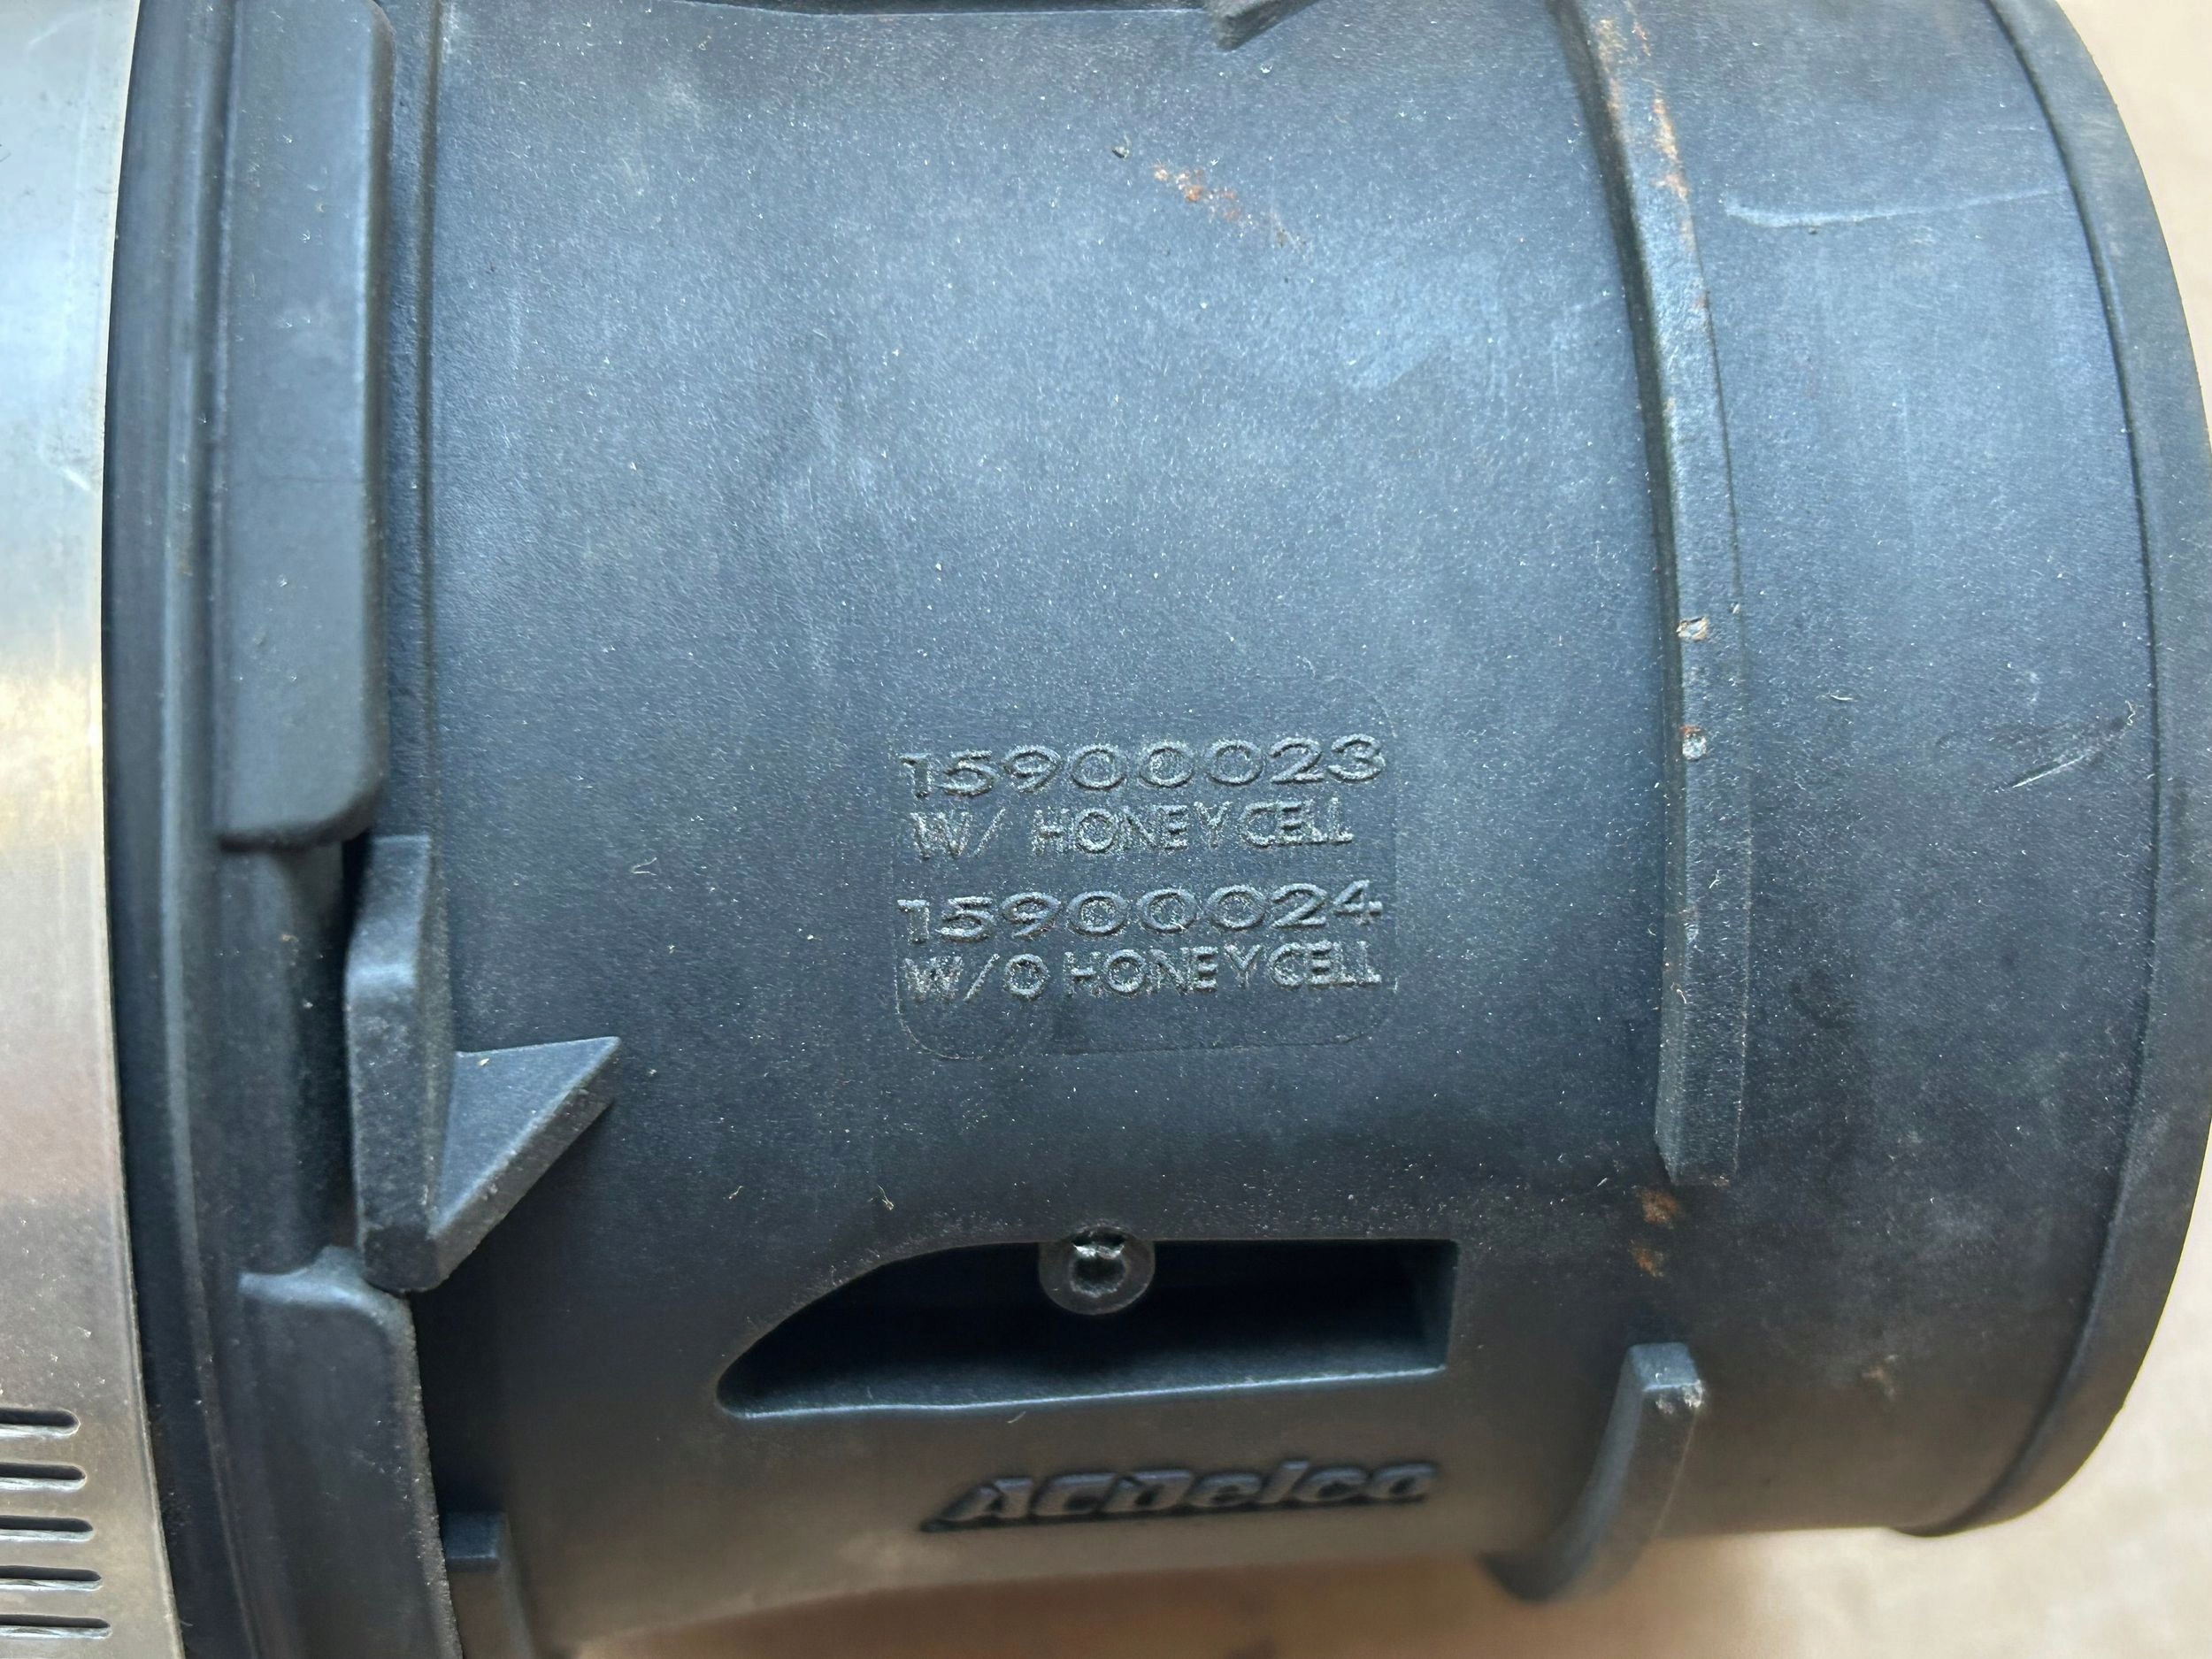 15900023
W/ HONEYCELL
15900024
W/O HONEYCELL
ACDelco